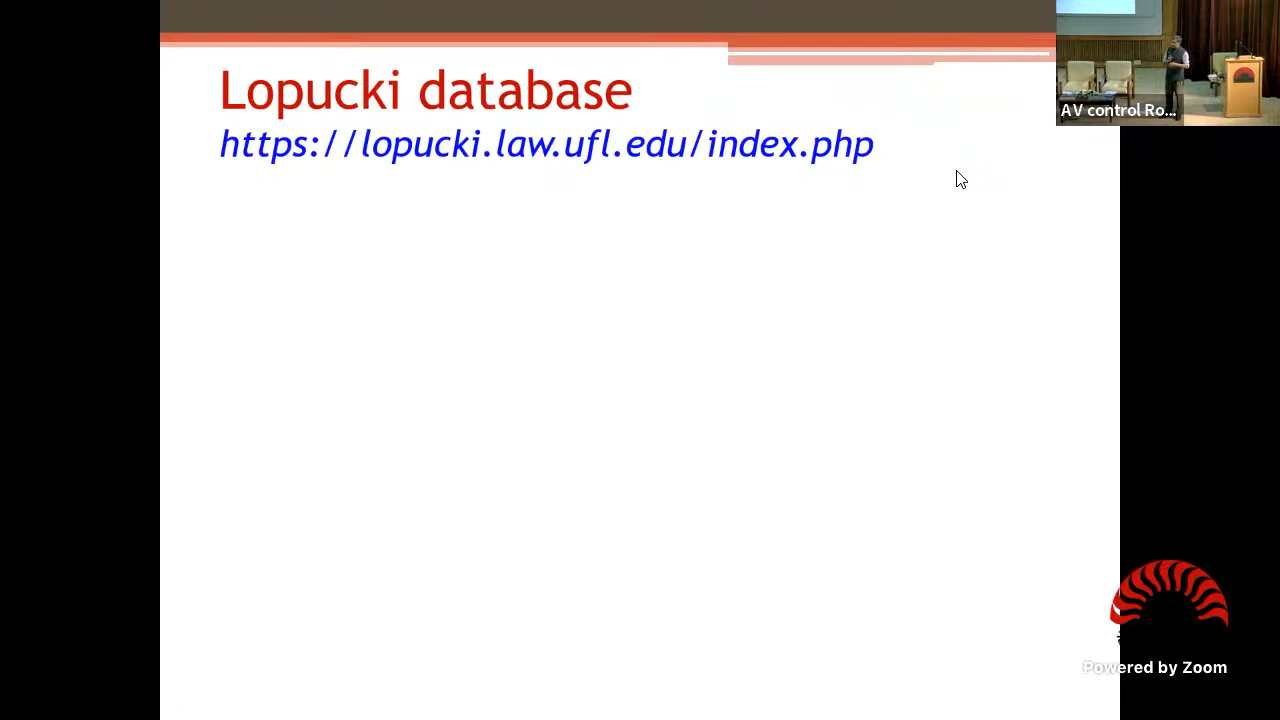 Lopucki database
https://lopucki.law.ufl.edu/index.php
AV control Ro...
Powered by Zoom